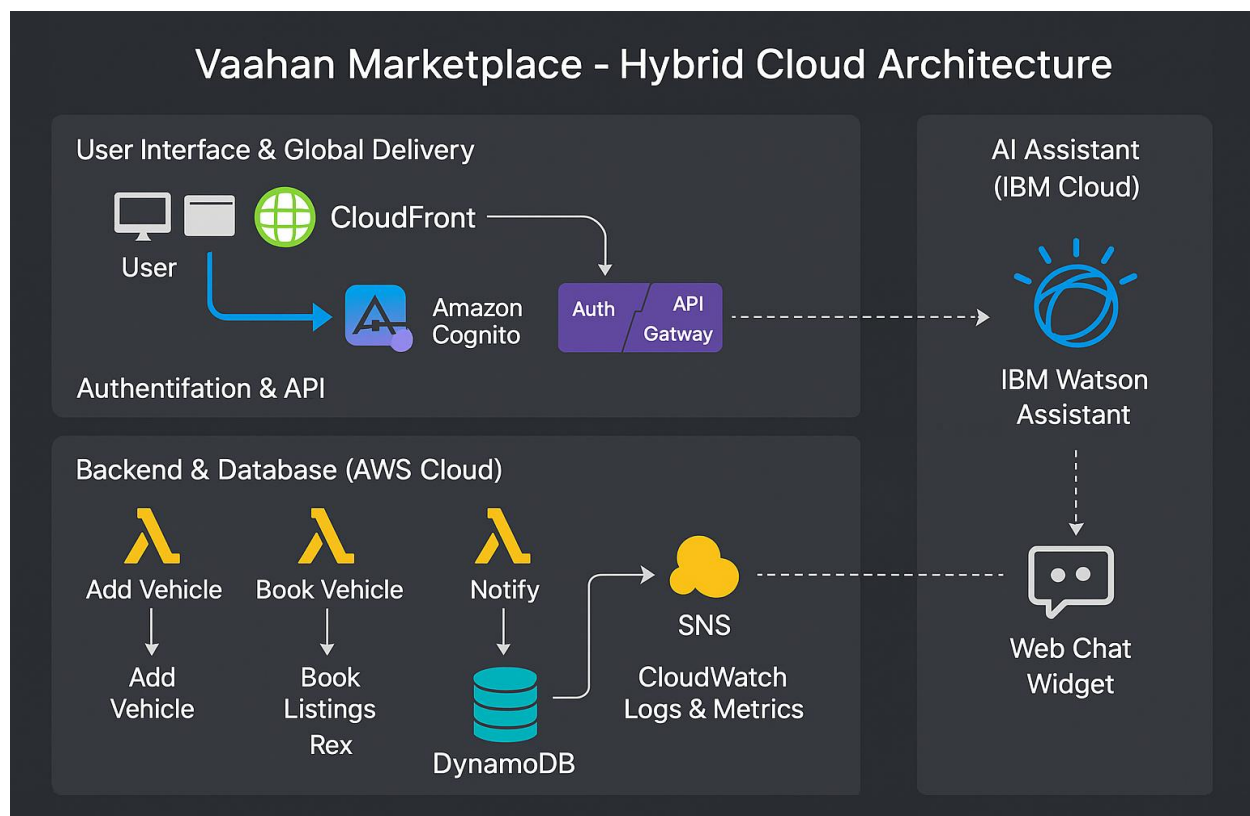 Vaahan Marketplace - Hybrid Cloud Architecture
User Interface & Global Delivery
User
CloudFront
Amazon
Cognito
Auth
API
Gatway
Authentifation & API
Backend & Database (AWS Cloud)
Add Vehicle
Book Vehicle
Notify
Add
Vehicle
Book
Listings
Rex
DynamoDB
SNS
CloudWatch
Logs & Metrics
AI Assistant
(IBM Cloud)
IBM Watson
Assistant
Web Chat
Widget